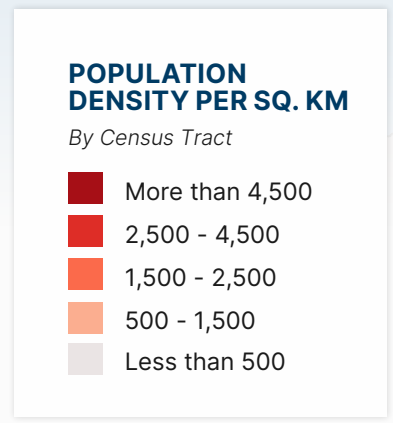 POPULATION
DENSITY PER SQ. KM
By Census Tract
More than 4,500
2,500 - 4,500
1,500 - 2,500
500 - 1,500
Less than 500